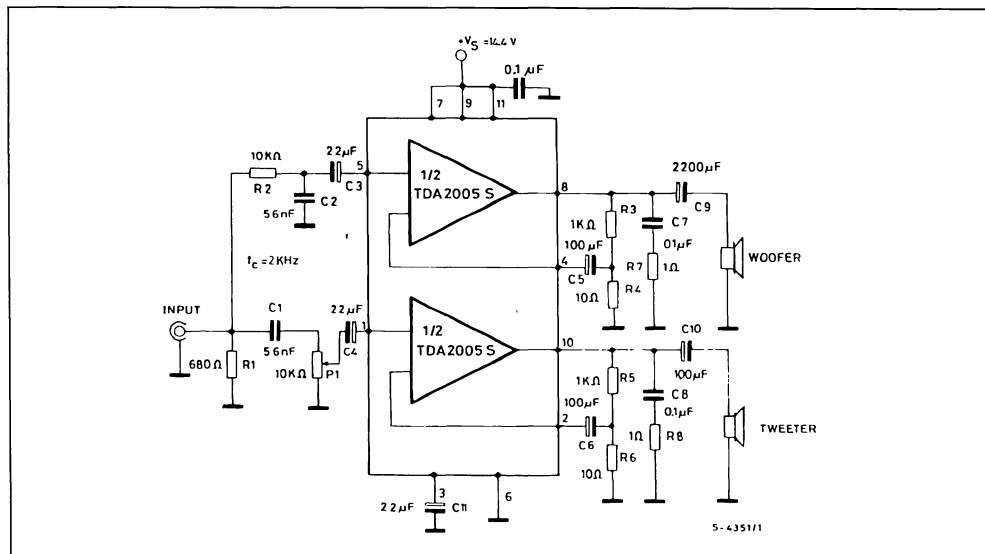 +VS =14.4 V
0.1 µF
7 9 11
10KΩ
R2
22µF
C3
5
C2
56nF
1/2
TDA2005 S
8
2200µF
C9
R3
1KΩ
C7
01µF
100µF
4
C5
R7
1Ω
R4
10Ω
WOOFER
fc =2KHz
INPUT
C1
56nF
22µF
C4
1
680Ω
R1
10KΩ
P1
1/2
TDA2005 S
10
C10
100µF
R5
1KΩ
C8
0.1µF
100µF
2
C6
1Ω
R8
R6
10Ω
TWEETER
3
6
22µF
C11
S-4351/1